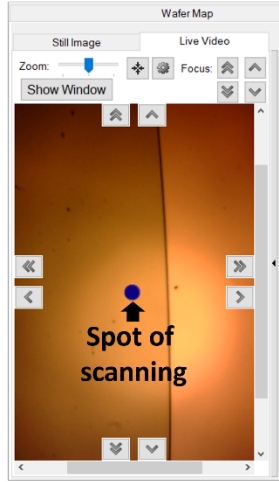 Wafer Map
Still Image
Live Video
Zoom:
Focus:
Show Window
Spot of
scanning